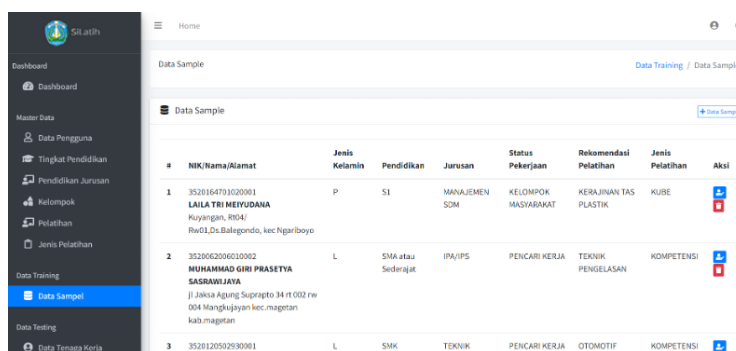 SiLatih
Home
Dashboard
Dashboard
Master Data
Data Pengguna
Tingkat Pendidikan
Pendidikan Jurusan
Kelompok
Pelatihan
Jenis Pelatihan
Data Training
Data Sampel
Data Testing
Data Tenaga Kerja
Data Sample
Data Training / Data Sample
Data Sample
+ Data Samp
# NIK/Nama/Alamat Jenis Kelamin Pendidikan Jurusan Status Pekerjaan Rekomendasi Pelatihan Jenis Pelatihan Aksi
1 3520164701020001 P S1 MANAJEMEN KELOMPOK KERAJINAN TAS KUBE
LAILA TRI MEIYUDANA SDM MASYARAKAT PLASTIK
Kuyangan, Rt04/
Rw01,Ds.Balegondo, kec Ngariboyo
2 3520062006010002 L SMA atau IPA/IPS PENCARI KERJA TEKNIK KOMPETENSI
MUHAMMAD GIRI PRASETYA Sederajat PENGELASAN
SASRAWIJAYA
jl.Jaksa Agung Suprapto 34 rt 002 rw
004 Mangkujayan kec.magetan
kab.magetan
3 3520120502930001 L SMK TEKNIK PENCARI KERJA OTOMOTIF KOMPETENSI